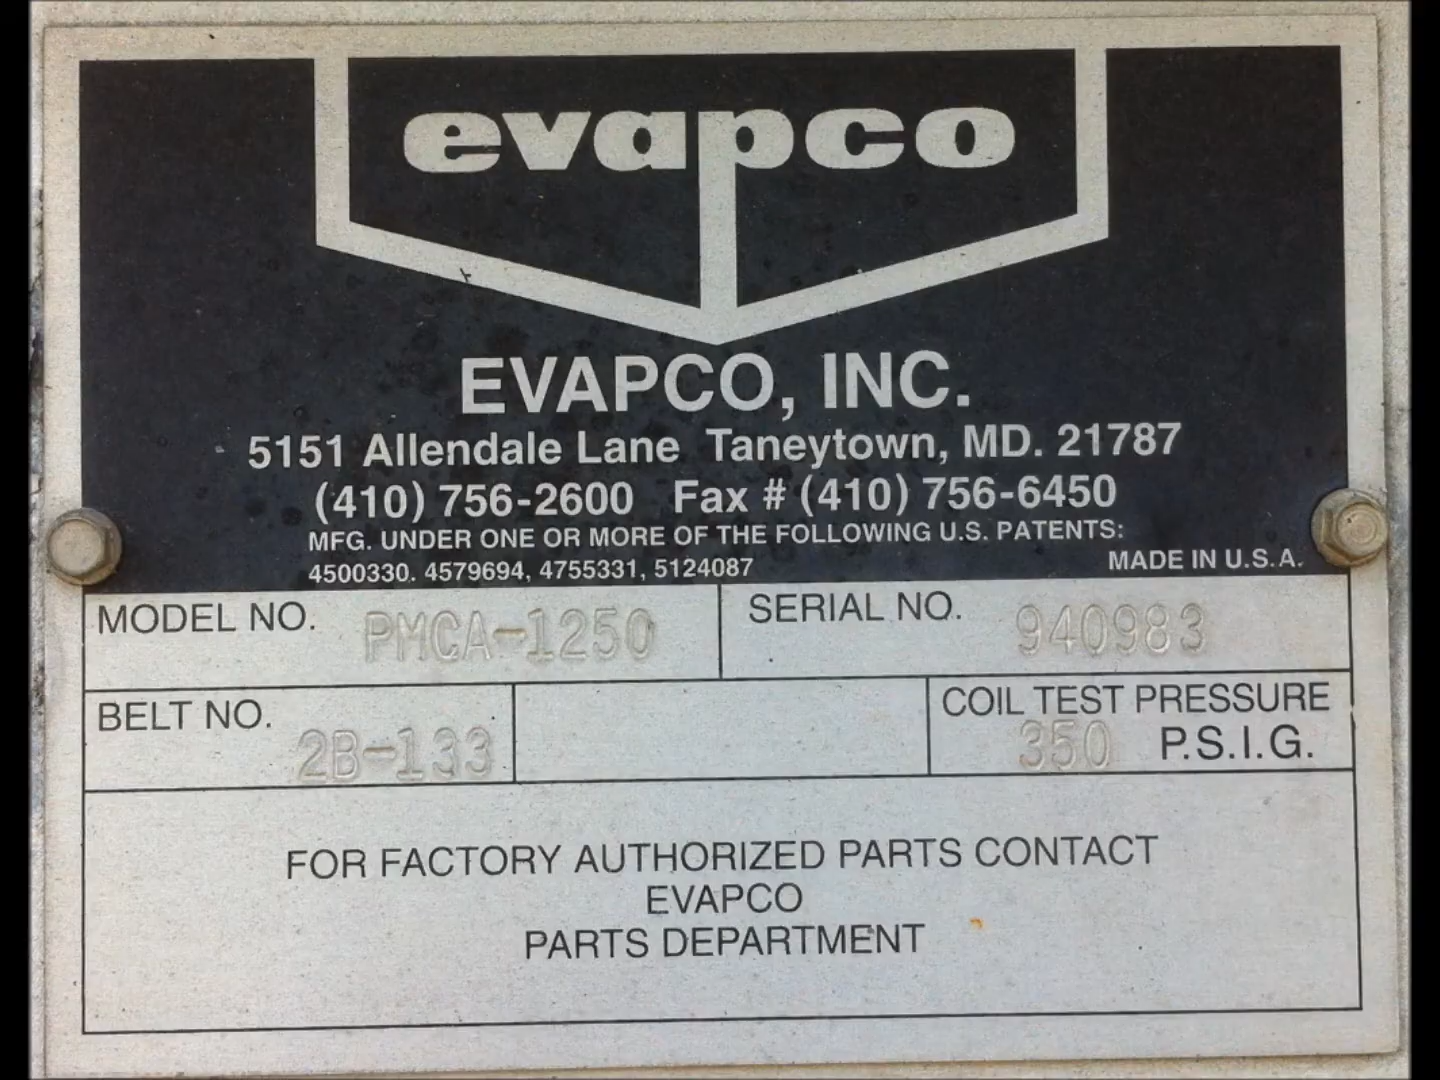 evapco
EVAPCO, INC.
5151 Allendale Lane Taneytown, MD. 21787
(410) 756-2600 Fax # (410) 756-6450
MFG. UNDER ONE OR MORE OF THE FOLLOWING U.S. PATENTS:
4500330. 4579694, 4755331, 5124087 MADE IN U.S.A.
MODEL NO. PMCA-1250 SERIAL NO. 940983
BELT NO. 2B-133 COIL TEST PRESSURE
350 P.S.I.G.
FOR FACTORY AUTHORIZED PARTS CONTACT
EVAPCO
PARTS DEPARTMENT